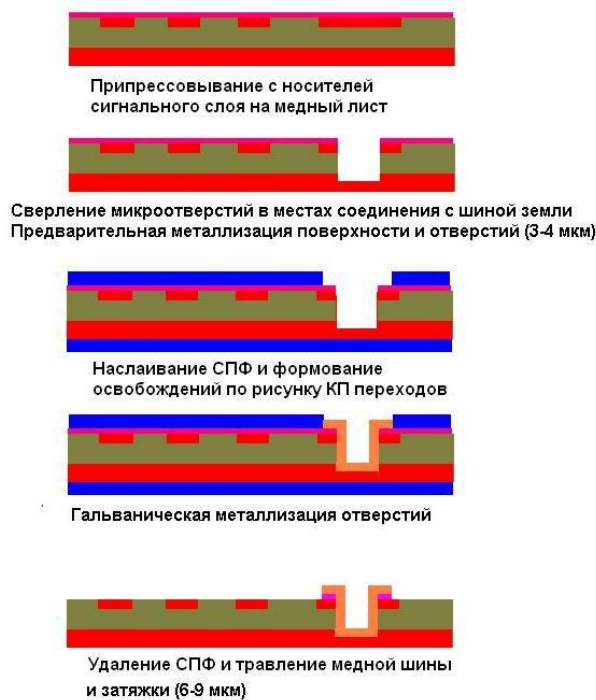 Припрессовывание с носителей
сигнального слоя на медный лист
Сверление микроотверстий в местах соединения с шиной земли
Предварительная металлизация поверхности и отверстий (3-4 мкм)
Наслаивание СПФ и формование
освобождений по рисунку КП переходов
Гальваническая металлизация отверстий
Удаление СПФ и травление медной шины
и затяжки (6-9 мкм)